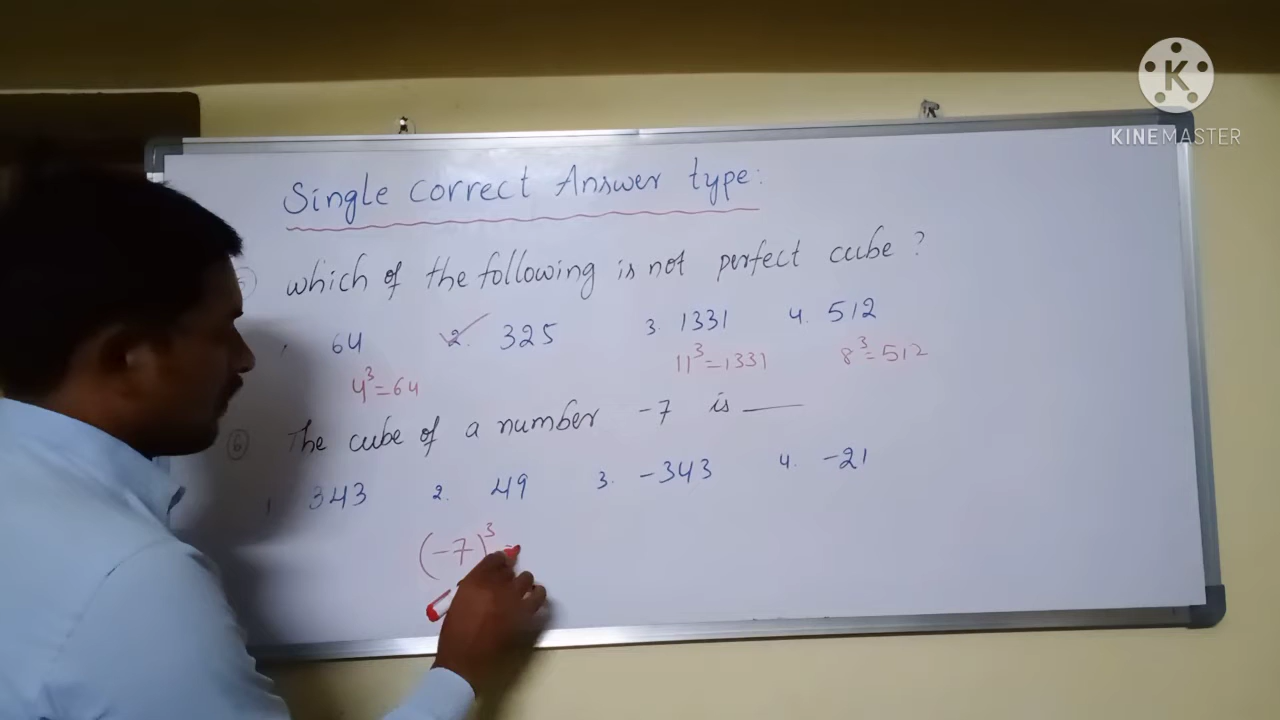 KINEMASTER
Single Correct Answer type:
which of the following is not perfect cube ?
64 2. 325 3. 1331 4. 512
4³=64 11³=1331 8³=512
⑥ The cube of a number -7 is ___
1. 343 2. 49 3. -343 4. -21
(-7)³ =